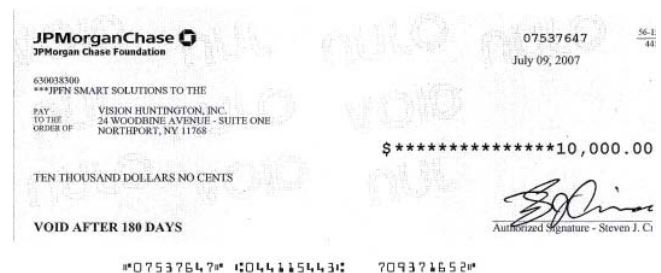 JPMorganChase
JPMorgan Chase Foundation
07537647
July 09, 2007
630038300
***JPFN SMART SOLUTIONS TO THE
PAY TO THE ORDER OF
VISION HUNTINGTON, INC.
24 WOODBINE AVENUE - SUITE ONE
NORTHPORT, NY 11768
$***************10,000.00
TEN THOUSAND DOLLARS NO CENTS
VOID AFTER 180 DAYS
Authorized Signature - Steven J.
⑈07537647⑈ ⑆044115443⑆ 709371652⑈
VOID